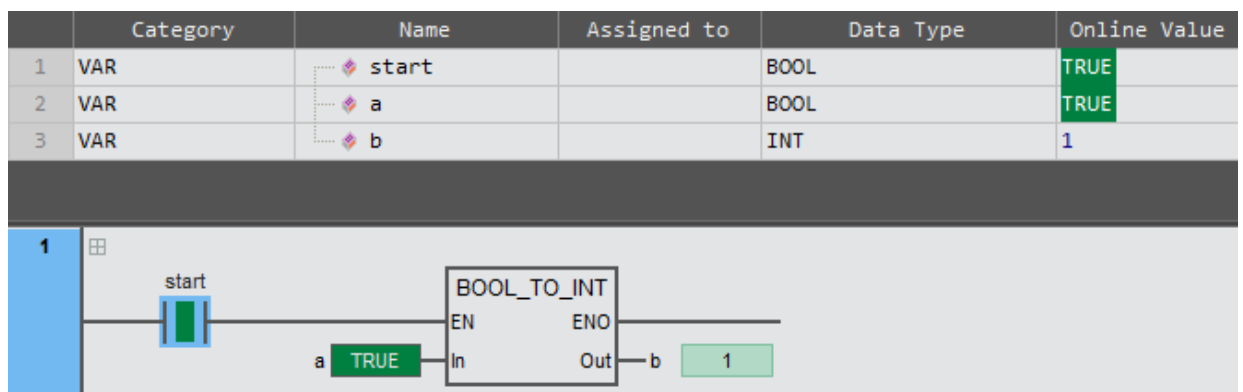 Category Name Assigned to Data Type Online Value
1 VAR start BOOL TRUE
2 VAR a BOOL TRUE
3 VAR b INT 1
1
start
BOOL_TO_INT
EN ENO
a TRUE In Out b 1